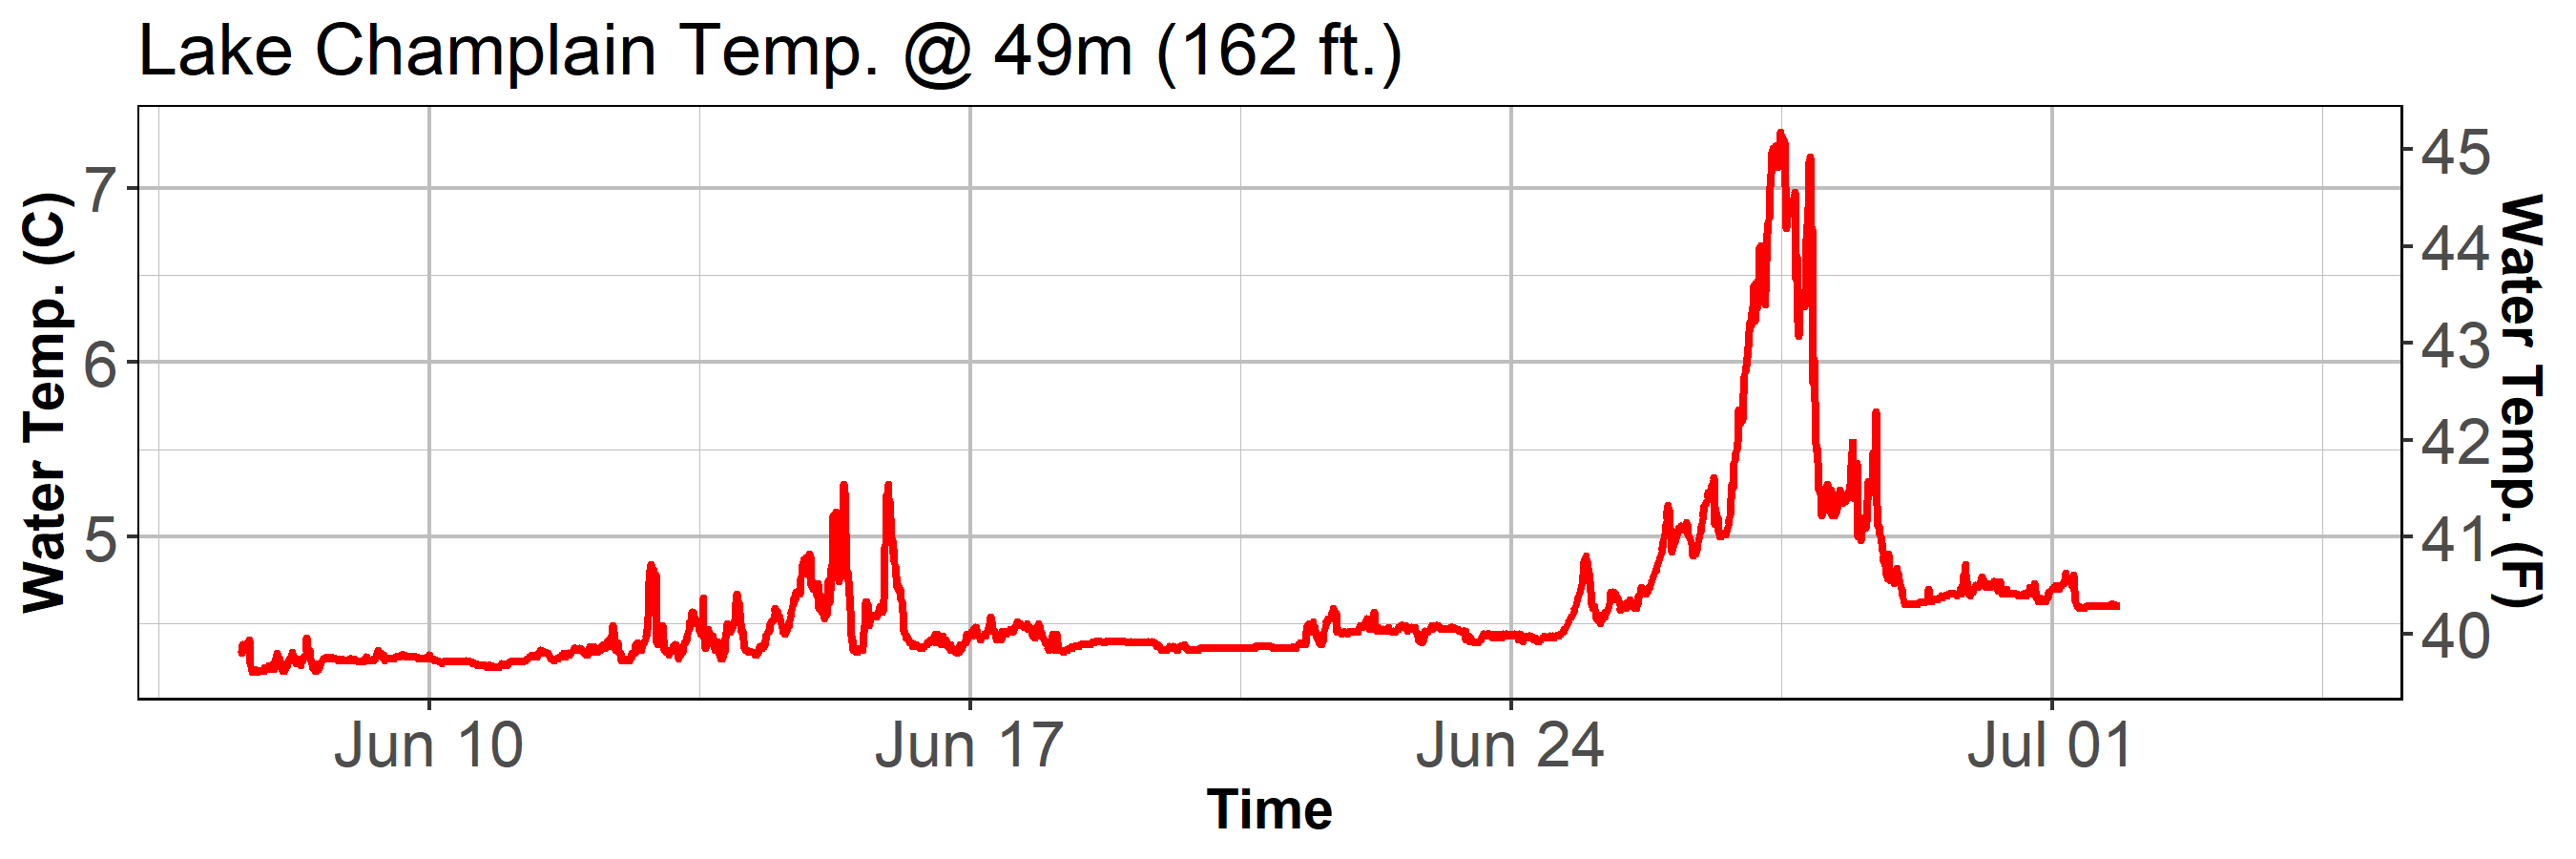 Lake Champlain Temp. @ 49m (162 ft.)
Water Temp. (C)
7
6
5
45
44
43
42
41
40
Water Temp. (F)
Jun 10
Jun 17
Jun 24
Jul 01
Time